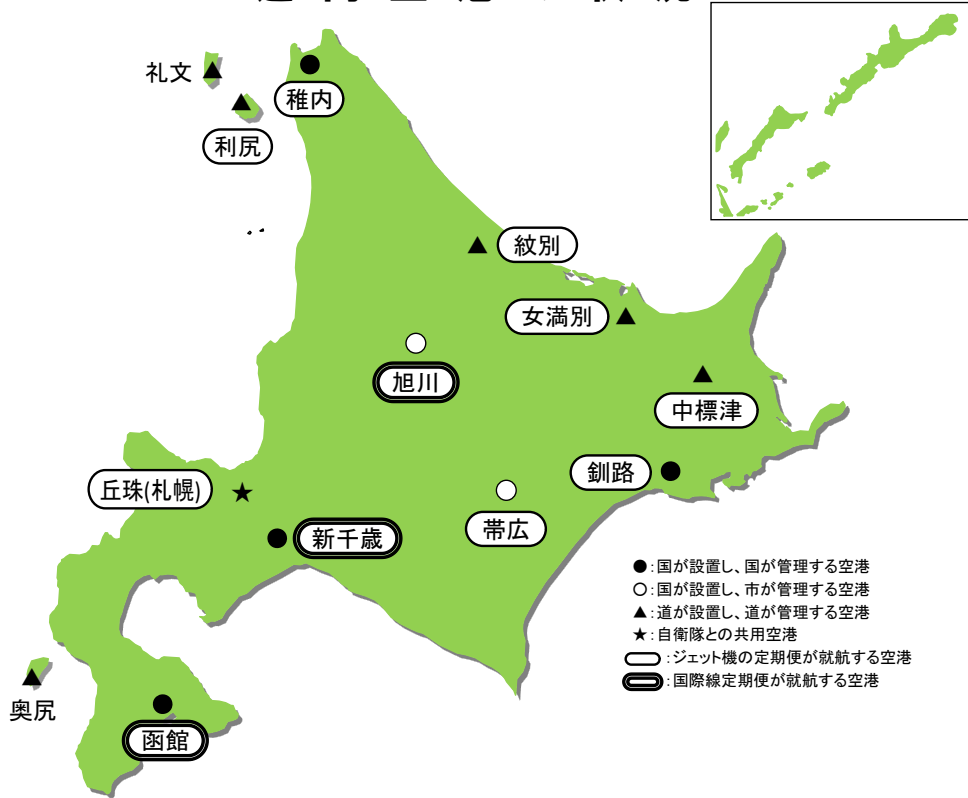 礼文
稚内
利尻
紋別
女満別
旭川
中標津
釧路
丘珠(札幌)
帯広
新千歳
●:国が設置し、国が管理する空港
○:国が設置し、市が管理する空港
▲:道が設置し、道が管理する空港
★:自衛隊との共用空港
:ジェット機の定期便が就航する空港
:国際線定期便が就航する空港
奥尻
函館